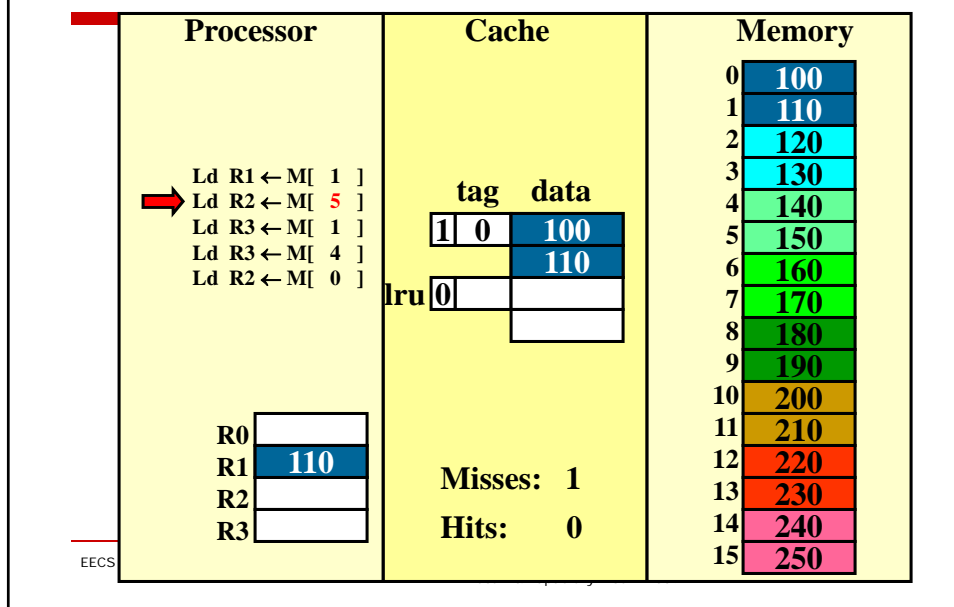 Processor
Ld R1 ← M[ 1 ]
Ld R2 ← M[ 5 ]
Ld R3 ← M[ 1 ]
Ld R3 ← M[ 4 ]
Ld R2 ← M[ 0 ]
R0
R1 110
R2
R3
Cache
tag data
1 0 100
110
lru 0
Misses: 1
Hits: 0
Memory
0 100
1 110
2 120
3 130
4 140
5 150
6 160
7 170
8 180
9 190
10 200
11 210
12 220
13 230
14 240
15 250
EECS